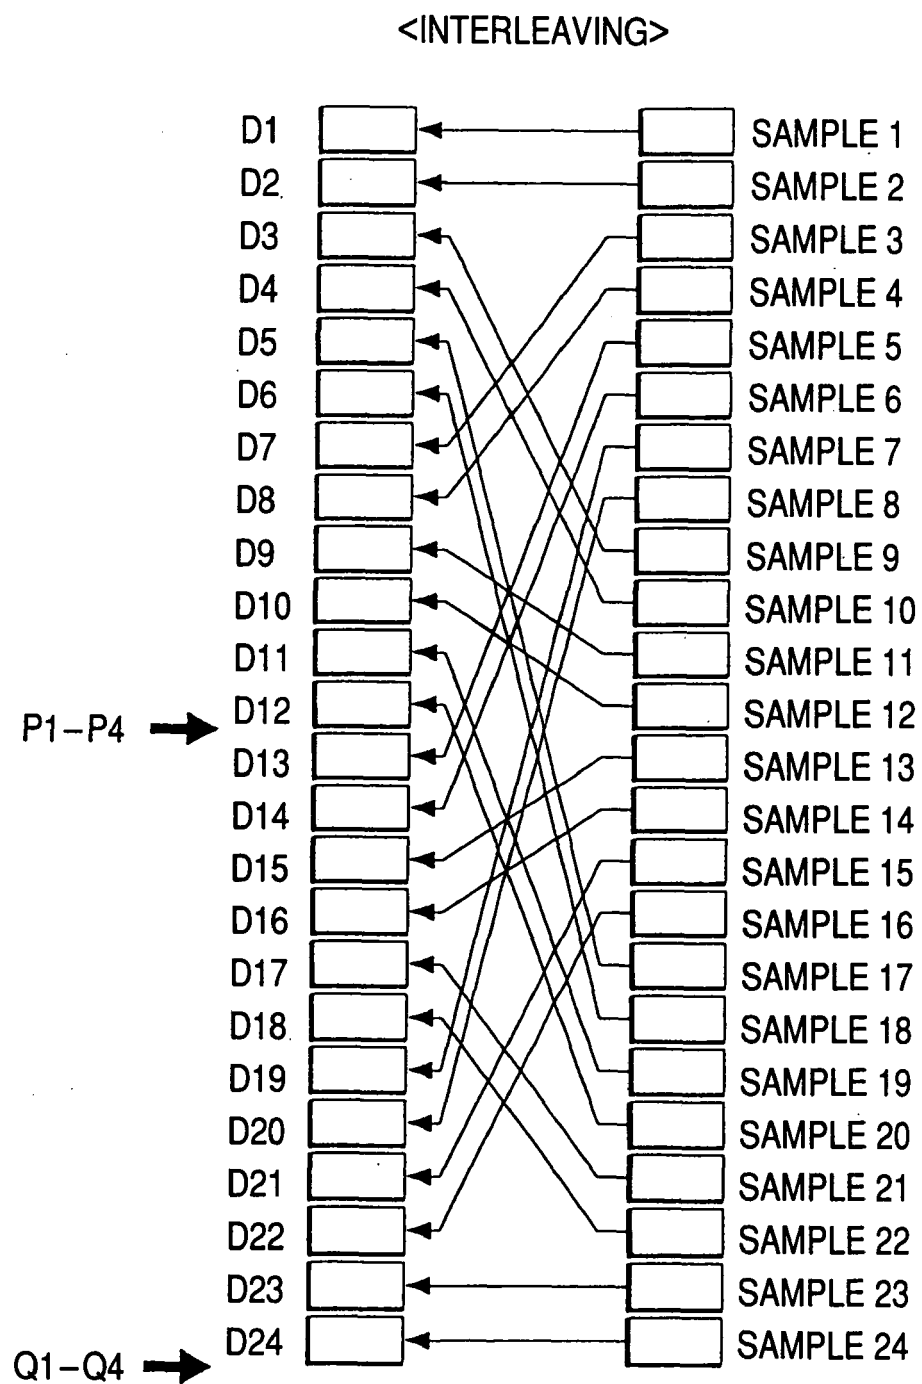 <INTERLEAVING>
D1 SAMPLE 1
D2 SAMPLE 2
D3 SAMPLE 3
D4 SAMPLE 4
D5 SAMPLE 5
D6 SAMPLE 6
D7 SAMPLE 7
D8 SAMPLE 8
D9 SAMPLE 9
D10 SAMPLE 10
D11 SAMPLE 11
D12 SAMPLE 12
P1-P4
D13 SAMPLE 13
D14 SAMPLE 14
D15 SAMPLE 15
D16 SAMPLE 16
D17 SAMPLE 17
D18 SAMPLE 18
D19 SAMPLE 19
D20 SAMPLE 20
D21 SAMPLE 21
D22 SAMPLE 22
D23 SAMPLE 23
D24 SAMPLE 24
Q1-Q4